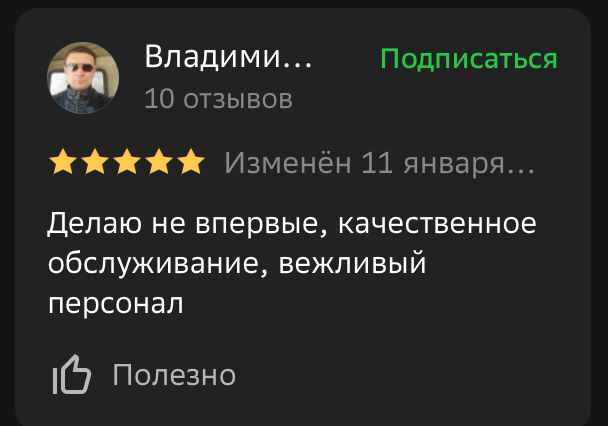 Владими...
Подписаться
10 отзывов
Изменён 11 января...
Делаю не впервые, качественное
обслуживание, вежливый
персонал
Полезно